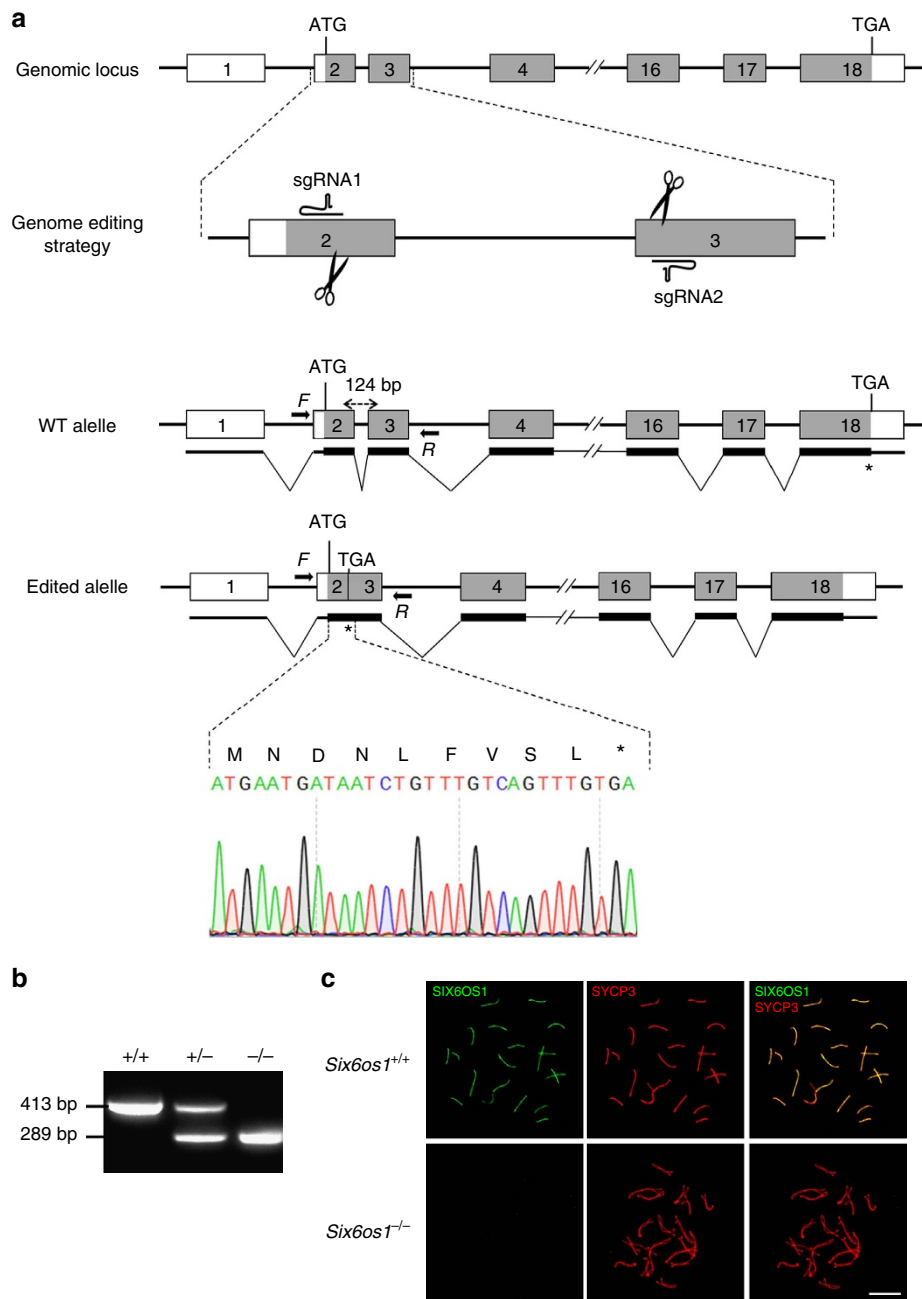 a
ATG
TGA
Genomic locus
1
2
3
4
16
17
18
sgRNA1
Genome editing
strategy
2
3
sgRNA2
ATG
124 bp
TGA
F
WT alelle
1
2
3
4
16
17
18
R
*
ATG
F
TGA
Edited alelle
1
2
3
4
16
17
18
R
*
M N D N L F V S L *
ATGAATGATAATCTGTTTGTCAGTTTGTGA
b
+/+ +/– –/–
413 bp
289 bp
c
SIX6OS1
SYCP3
SIX6OS1
SYCP3
Six6os1+/+
Six6os1–/–